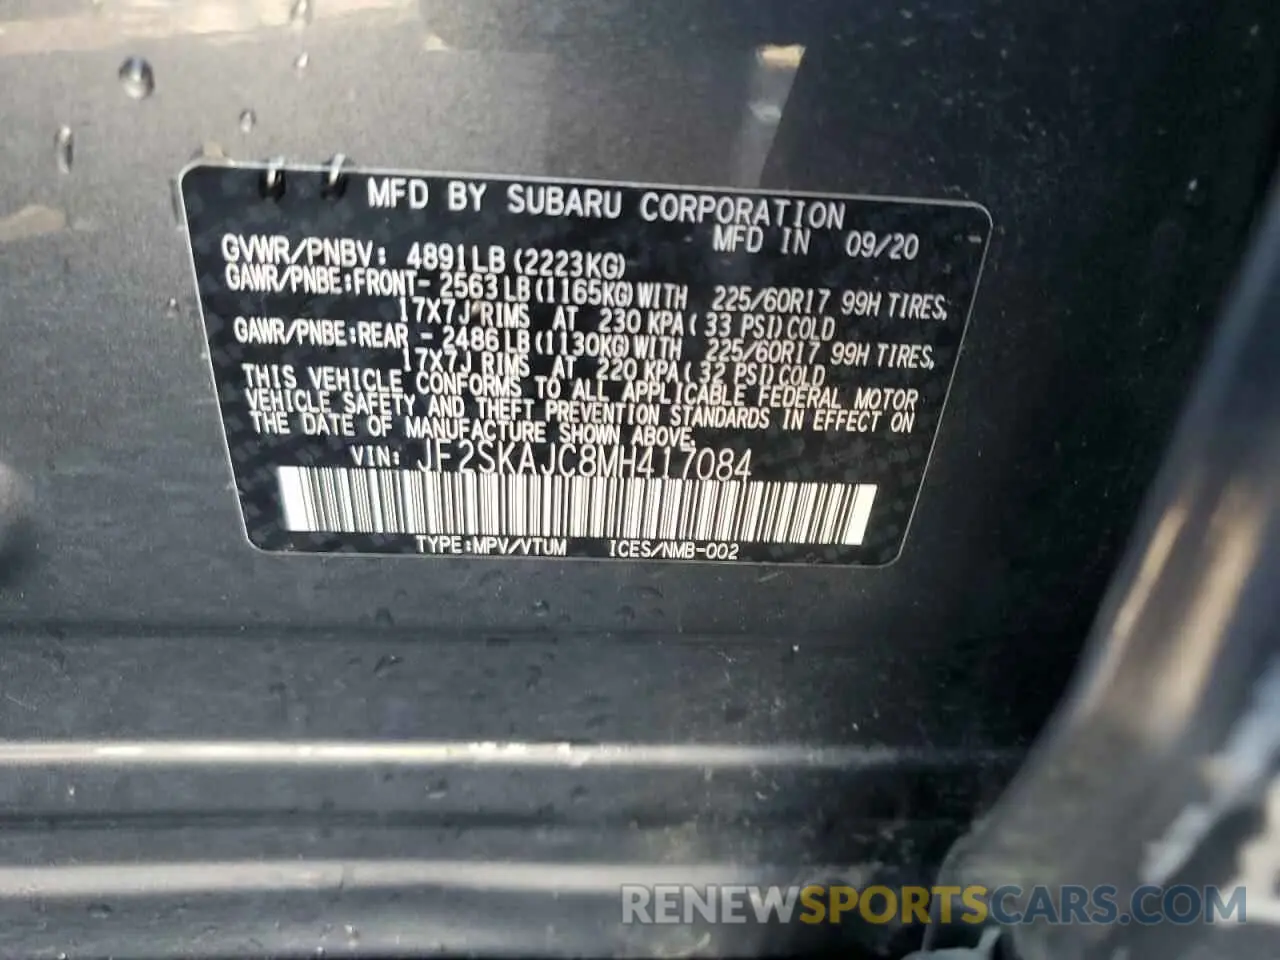 MFD BY SUBARU CORPORATION
MFD IN 09/20
GVWR/PNBV: 4891LB (2223KG)
GAWR/PNBE:FRONT- 2563LB(1165KG)WITH 225/60R17 99H TIRES,
17X7J RIMS AT 230 KPA(33 PSI)COLD
GAWR/PNBE:REAR - 2486LB(1130KG)WITH 225/60R17 99H TIRES,
17X7J RIMS AT 220 KPA(32 PSI)COLD
THIS VEHICLE CONFORMS TO ALL APPLICABLE FEDERAL MOTOR
VEHICLE SAFETY AND THEFT PREVENTION STANDARDS IN EFFECT ON
THE DATE OF MANUFACTURE SHOWN ABOVE.
VIN: JF2SKAJC8MH417084
TYPE:MPV/VTUM ICES/NMB-002
RENEWSPORTSCARS.COM